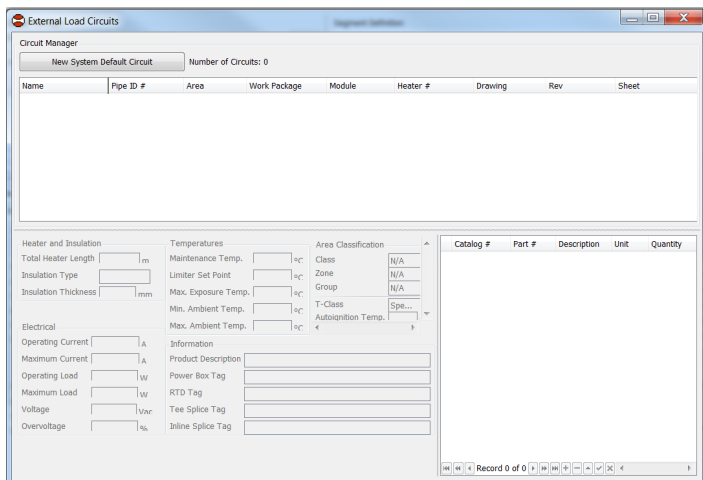 External Load Circuits
Segment Definition
Circuit Manager
New System Default Circuit Number of Circuits: 0
Name Pipe ID # Area Work Package Module Heater # Drawing Rev Sheet
Heater and Insulation
Total Heater Length m
Insulation Type
Insulation Thickness mm
Temperatures
Maintenance Temp. °C
Limiter Set Point °C
Max. Exposure Temp. °C
Min. Ambient Temp. °C
Max. Ambient Temp. °C
Area Classification
Class N/A
Zone N/A
Group N/A
T-Class Spe...
Autoignition Temp.
Electrical
Operating Current A
Maximum Current A
Operating Load W
Maximum Load W
Voltage Vac
Overvoltage %
Information
Product Description
Power Box Tag
RTD Tag
Tee Splice Tag
Inline Splice Tag
Catalog # Part # Description Unit Quantity
Record 0 of 0